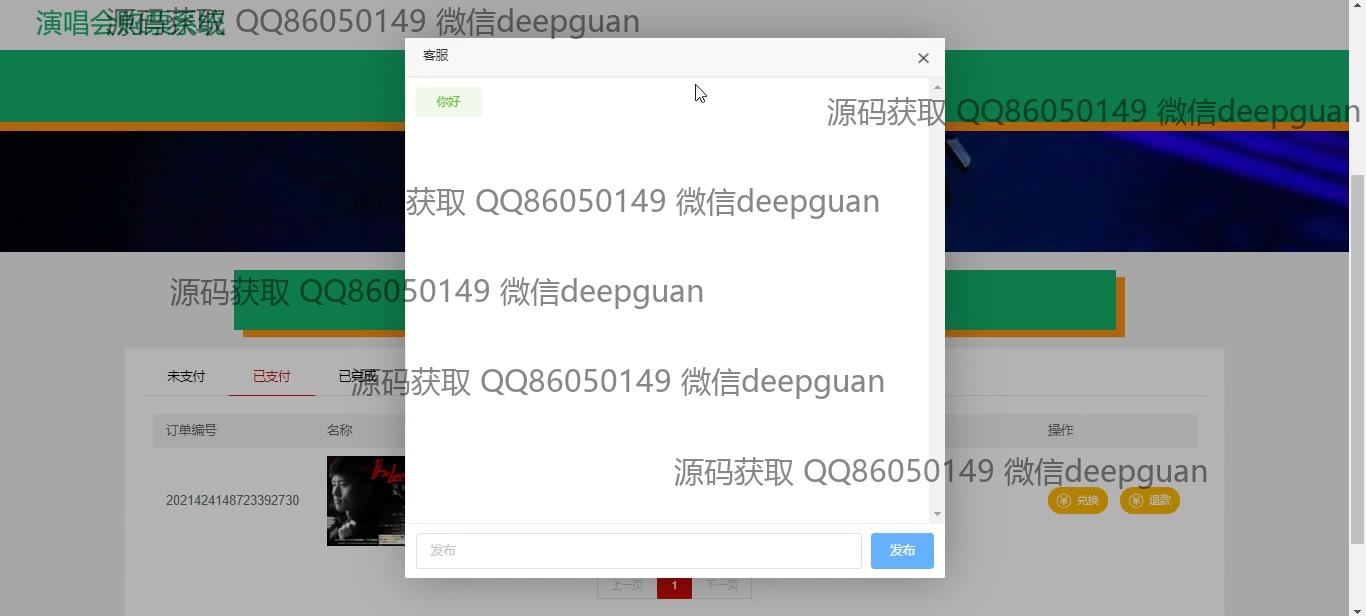 演唱会购票系统
源码获取 QQ86050149 微信deepguan
客服
你好
源码获取 QQ86050149 微信deepguan
源码获取 QQ86050149 微信deepguan
源码获取 QQ86050149 微信deepguan
未支付 已支付 已完成
源码获取 QQ86050149 微信deepguan
订单编号 名称 操作
源码获取 QQ86050149 微信deepguan
2021424148723392730 兑换 退款
发布 发布
上一页 1 下一页